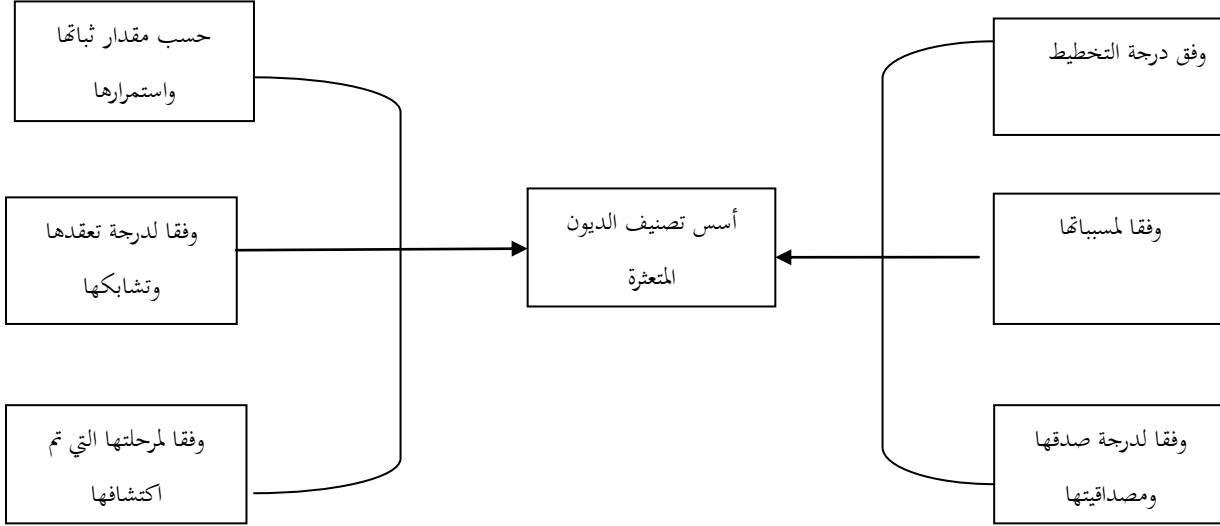 وفق درجة التخطيط
وفقا لمسبباتها
وفقا لدرجة صدقها
ومصداقيتها
أسس تصنيف الديون
المتعثرة
حسب مقدار ثباتها
واستمرارها
وفقا لدرجة تعقدها
وتشابكها
وفقا لمرحلتها التي تم
اكتشافها